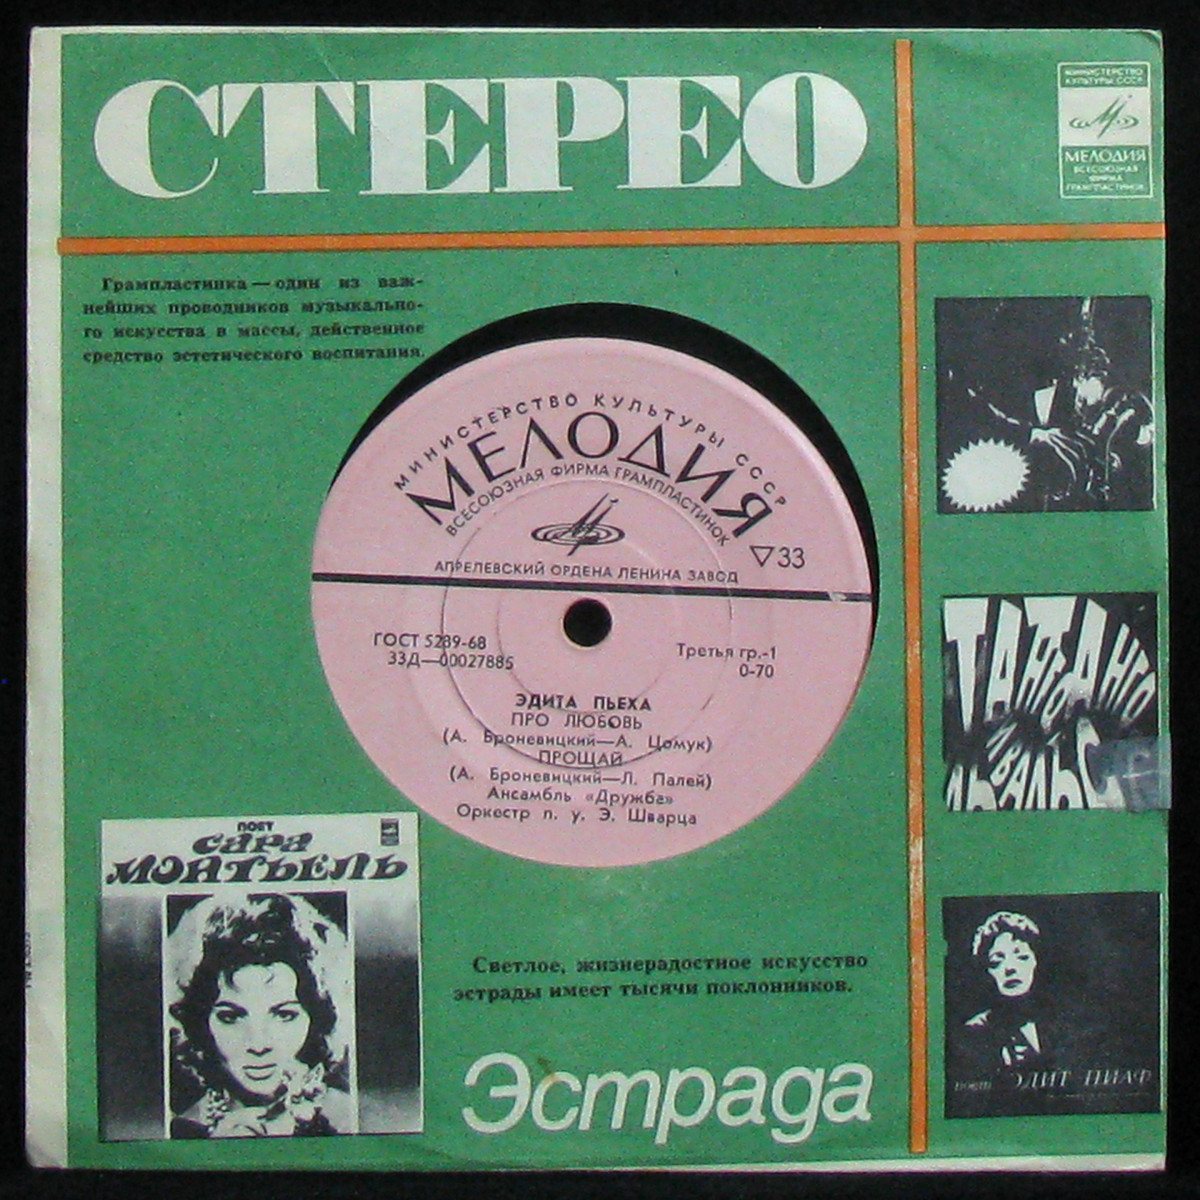 СТЕРЕО
МИНИСТЕРСТВО
КУЛЬТУРЫ СССР
МЕЛОДИЯ
ВСЕСОЮЗНАЯ
ФИРМА
ГРАМПЛАСТИНОК
Грампластинка — один из важ-
нейших проводников музыкально-
го искусства в массы, действенное
средство эстетического воспитания.
МИНИСТЕРСТВО КУЛЬТУРЫ СССР
МЕЛОДИЯ
ВСЕСОЮЗНАЯ ФИРМА ГРАМПЛАСТИНОК
▽33
АПРЕЛЕВСКИЙ ОРДЕНА ЛЕНИНА ЗАВОД
ГОСТ 5289-68
33Д—00027885
Третья гр.-1
0-70
ЭДИТА ПЬЕХА
ПРО ЛЮБОВЬ
(А. Броневицкий—А. Цомук)
ПРОЩАЙ
(А. Броневицкий—Л. Палей)
Ансамбль «Дружба»
Оркестр п. у. Э. Шварца
ПОЕТ
САРА
МОНТЬЕЛЬ
Светлое, жизнерадостное искусство
эстрады имеет тысячи поклонников.
Эстрада
ТАНГО
поет ЭДИТ ПИАФ